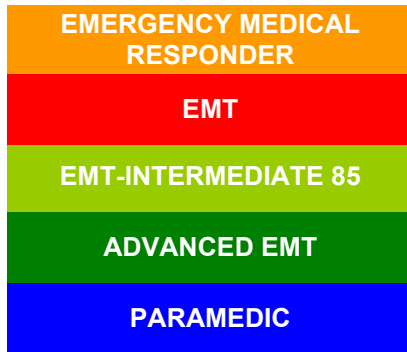 EMERGENCY MEDICAL
RESPONDER
EMT
EMT-INTERMEDIATE 85
ADVANCED EMT
PARAMEDIC